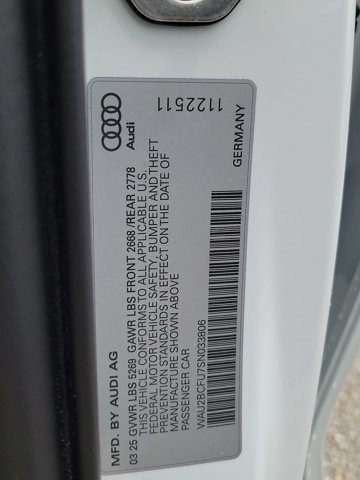 MFD. BY AUDI AG
03 25 GVWR LBS 5269 GAWR LBS FRONT 2668 /REAR 2778
THIS CAR CONFORMS TO ALL APPLICABLE U.S.
FEDERAL MOTOR VEHICLE SAFETY, BUMPER AND THEFT
PREVENTION STANDARDS IN EFFECT ON THE DATE OF
MANUFACTURE SHOWN ABOVE
PASSENGER CAR
WAU2BCFU7SN033806
Audi
1122511
GERMANY